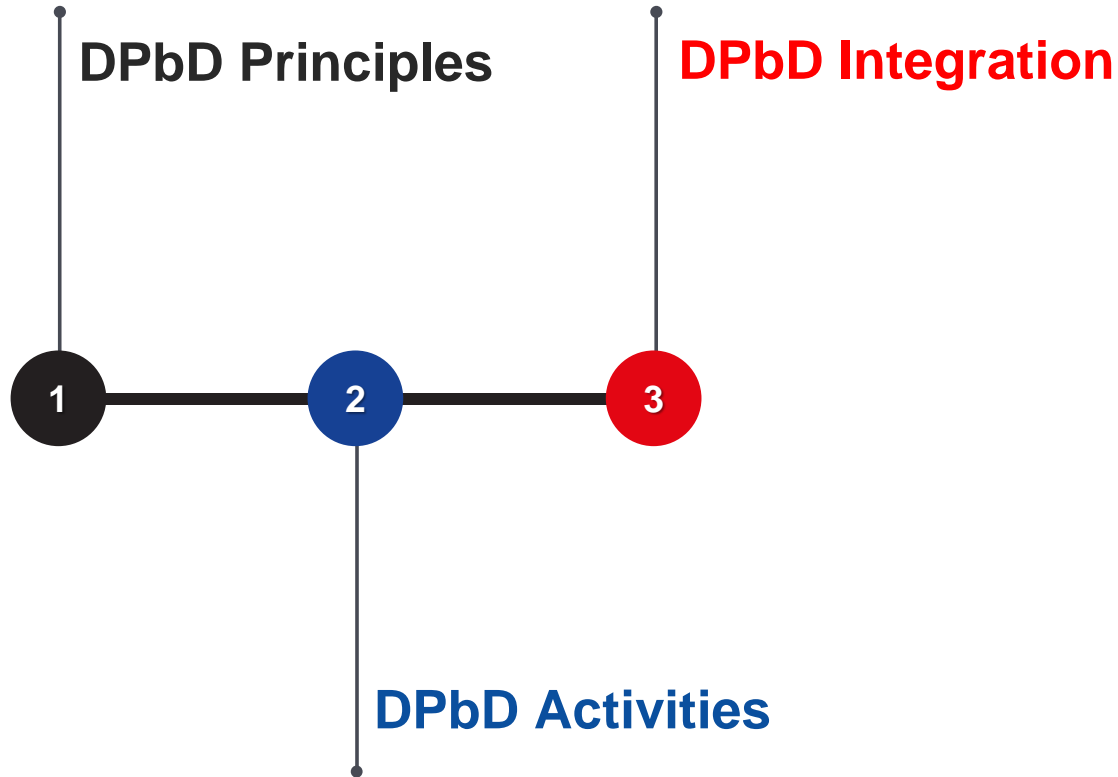 DPbD Principles
DPbD Integration
1
2
3
DPbD Activities